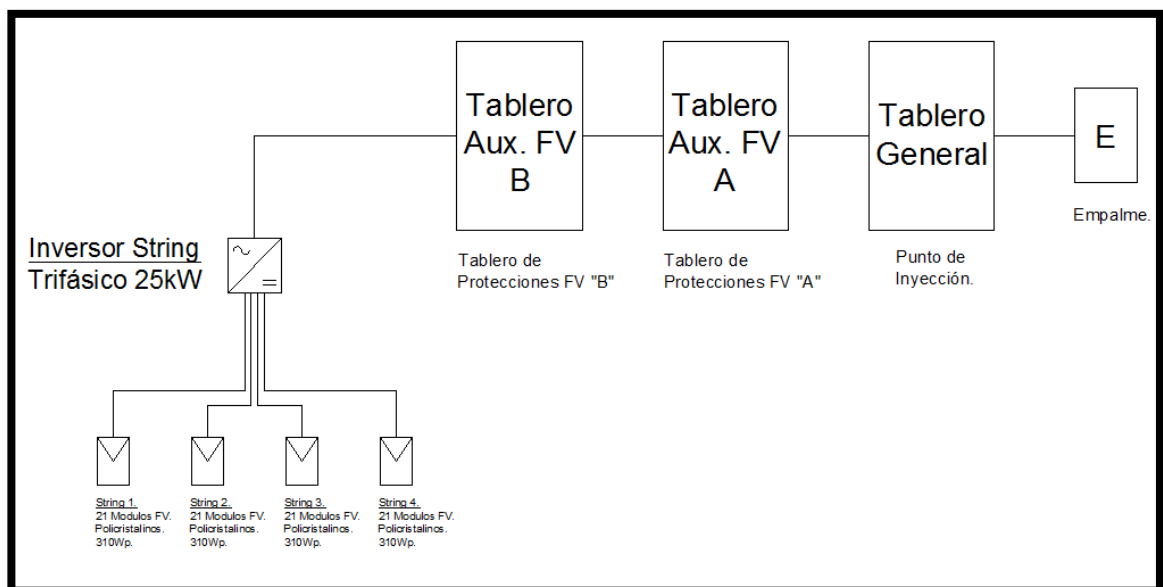 Tablero
Aux. FV
B
Tablero
Aux. FV
A
Tablero
General
E
Empalme.
Inversor String
Trifásico 25kW
Tablero de
Protecciones FV "B"
Tablero de
Protecciones FV "A"
Punto de
Inyección.
String 1.
21 Modulos FV.
Policristalinos.
310Wp.
String 2.
21 Modulos FV.
Policristalinos.
310Wp.
String 3.
21 Modulos FV.
Policristalinos.
310Wp.
String 4.
21 Modulos FV.
Policristalinos.
310Wp.